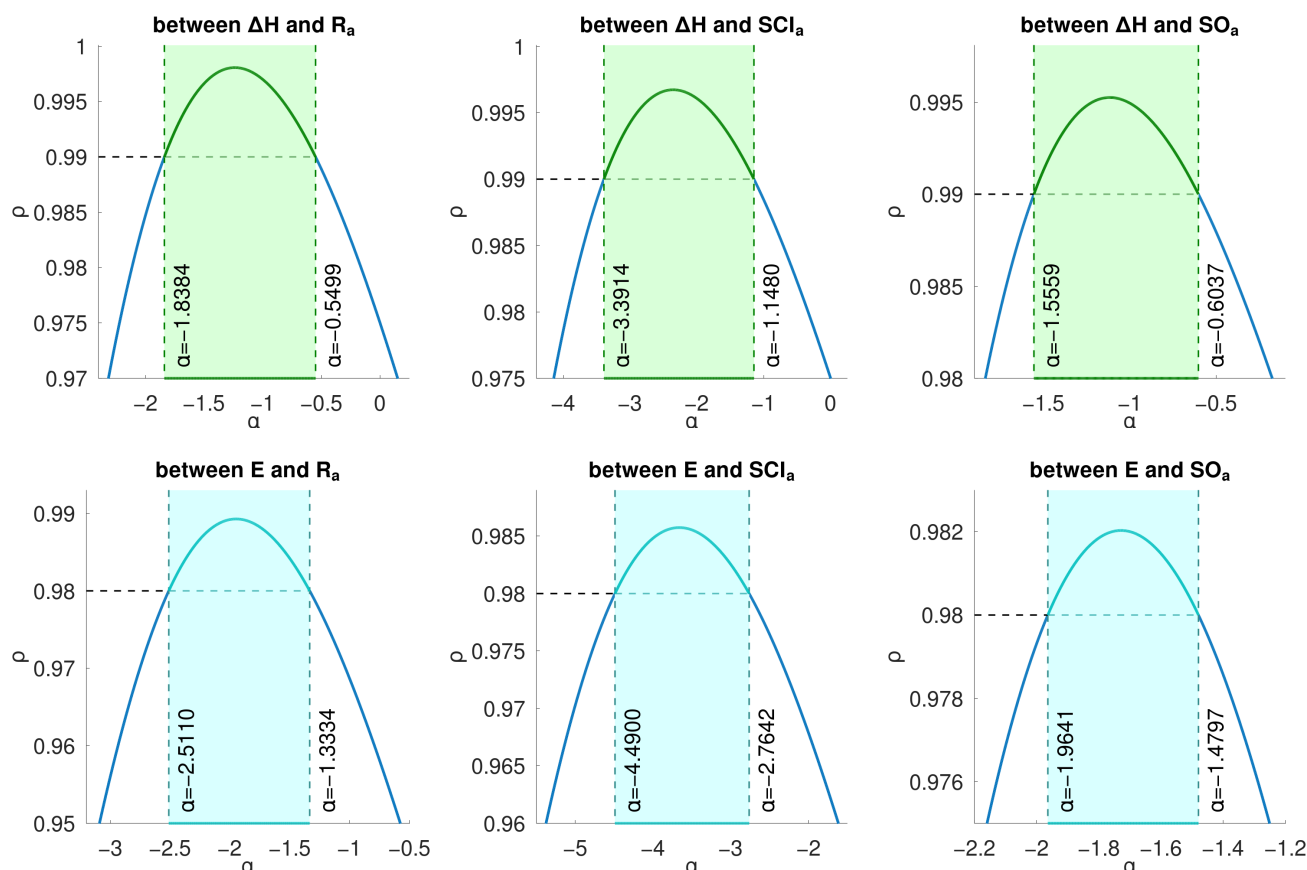 between ΔH and Rₐ
1
0.995
0.99
0.985
0.98
0.975
0.97
ρ
α=−1.8384
α=−0.5499
−2
−1.5
−1
−0.5
0
α
between ΔH and SCIₐ
1
0.995
0.99
0.985
0.98
0.975
ρ
α=−3.3914
α=−1.1480
−4
−3
−2
−1
0
α
between ΔH and SOₐ
0.995
0.99
0.985
0.98
ρ
α=−1.5559
α=−0.6037
−1.5
−1
−0.5
α
between E and Rₐ
0.99
0.98
0.97
0.96
0.95
ρ
α=−2.5110
α=−1.3334
−3
−2.5
−2
−1.5
−1
−0.5
α
between E and SCIₐ
0.985
0.98
0.975
0.97
0.965
0.96
ρ
α=−4.4900
α=−2.7642
−5
−4
−3
−2
α
between E and SOₐ
0.982
0.98
0.978
0.976
ρ
α=−1.9641
α=−1.4797
−2.2
−2
−1.8
−1.6
−1.4
−1.2
α